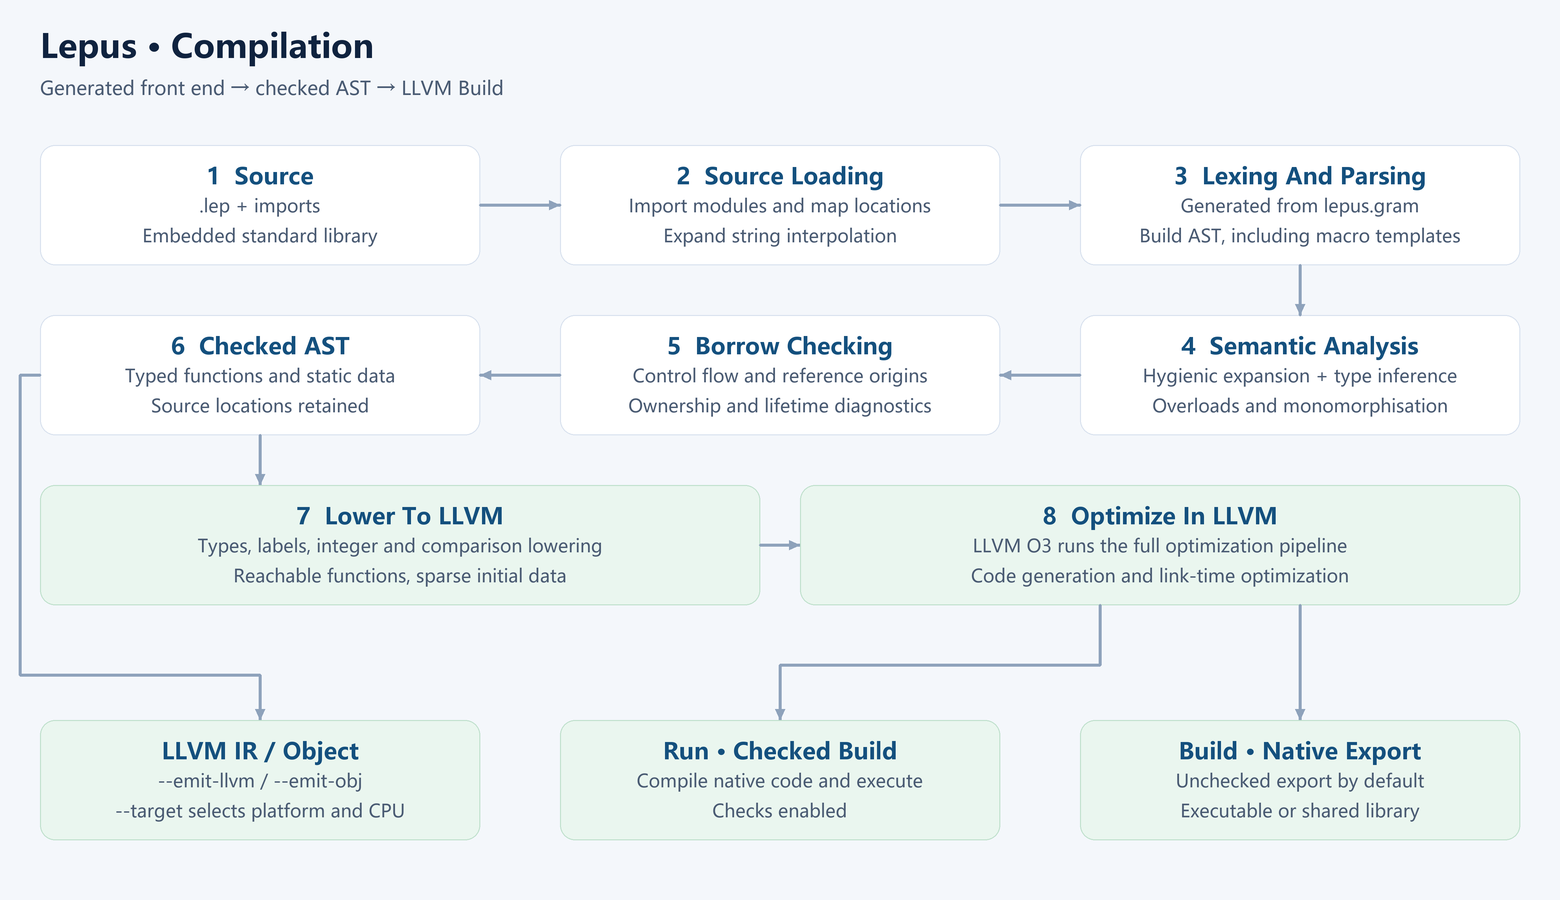 Lepus • Compilation
Generated front end → checked AST → LLVM Build
1 Source
.lep + imports
Embedded standard library
2 Source Loading
Import modules and map locations
Expand string interpolation
3 Lexing And Parsing
Generated from lepus.gram
Build AST, including macro templates
6 Checked AST
Typed functions and static data
Source locations retained
5 Borrow Checking
Control flow and reference origins
Ownership and lifetime diagnostics
4 Semantic Analysis
Hygienic expansion + type inference
Overloads and monomorphisation
7 Lower To LLVM
Types, labels, integer and comparison lowering
Reachable functions, sparse initial data
8 Optimize In LLVM
LLVM O3 runs the full optimization pipeline
Code generation and link-time optimization
LLVM IR / Object
--emit-llvm / --emit-obj
--target selects platform and CPU
Run • Checked Build
Compile native code and execute
Checks enabled
Build • Native Export
Unchecked export by default
Executable or shared library